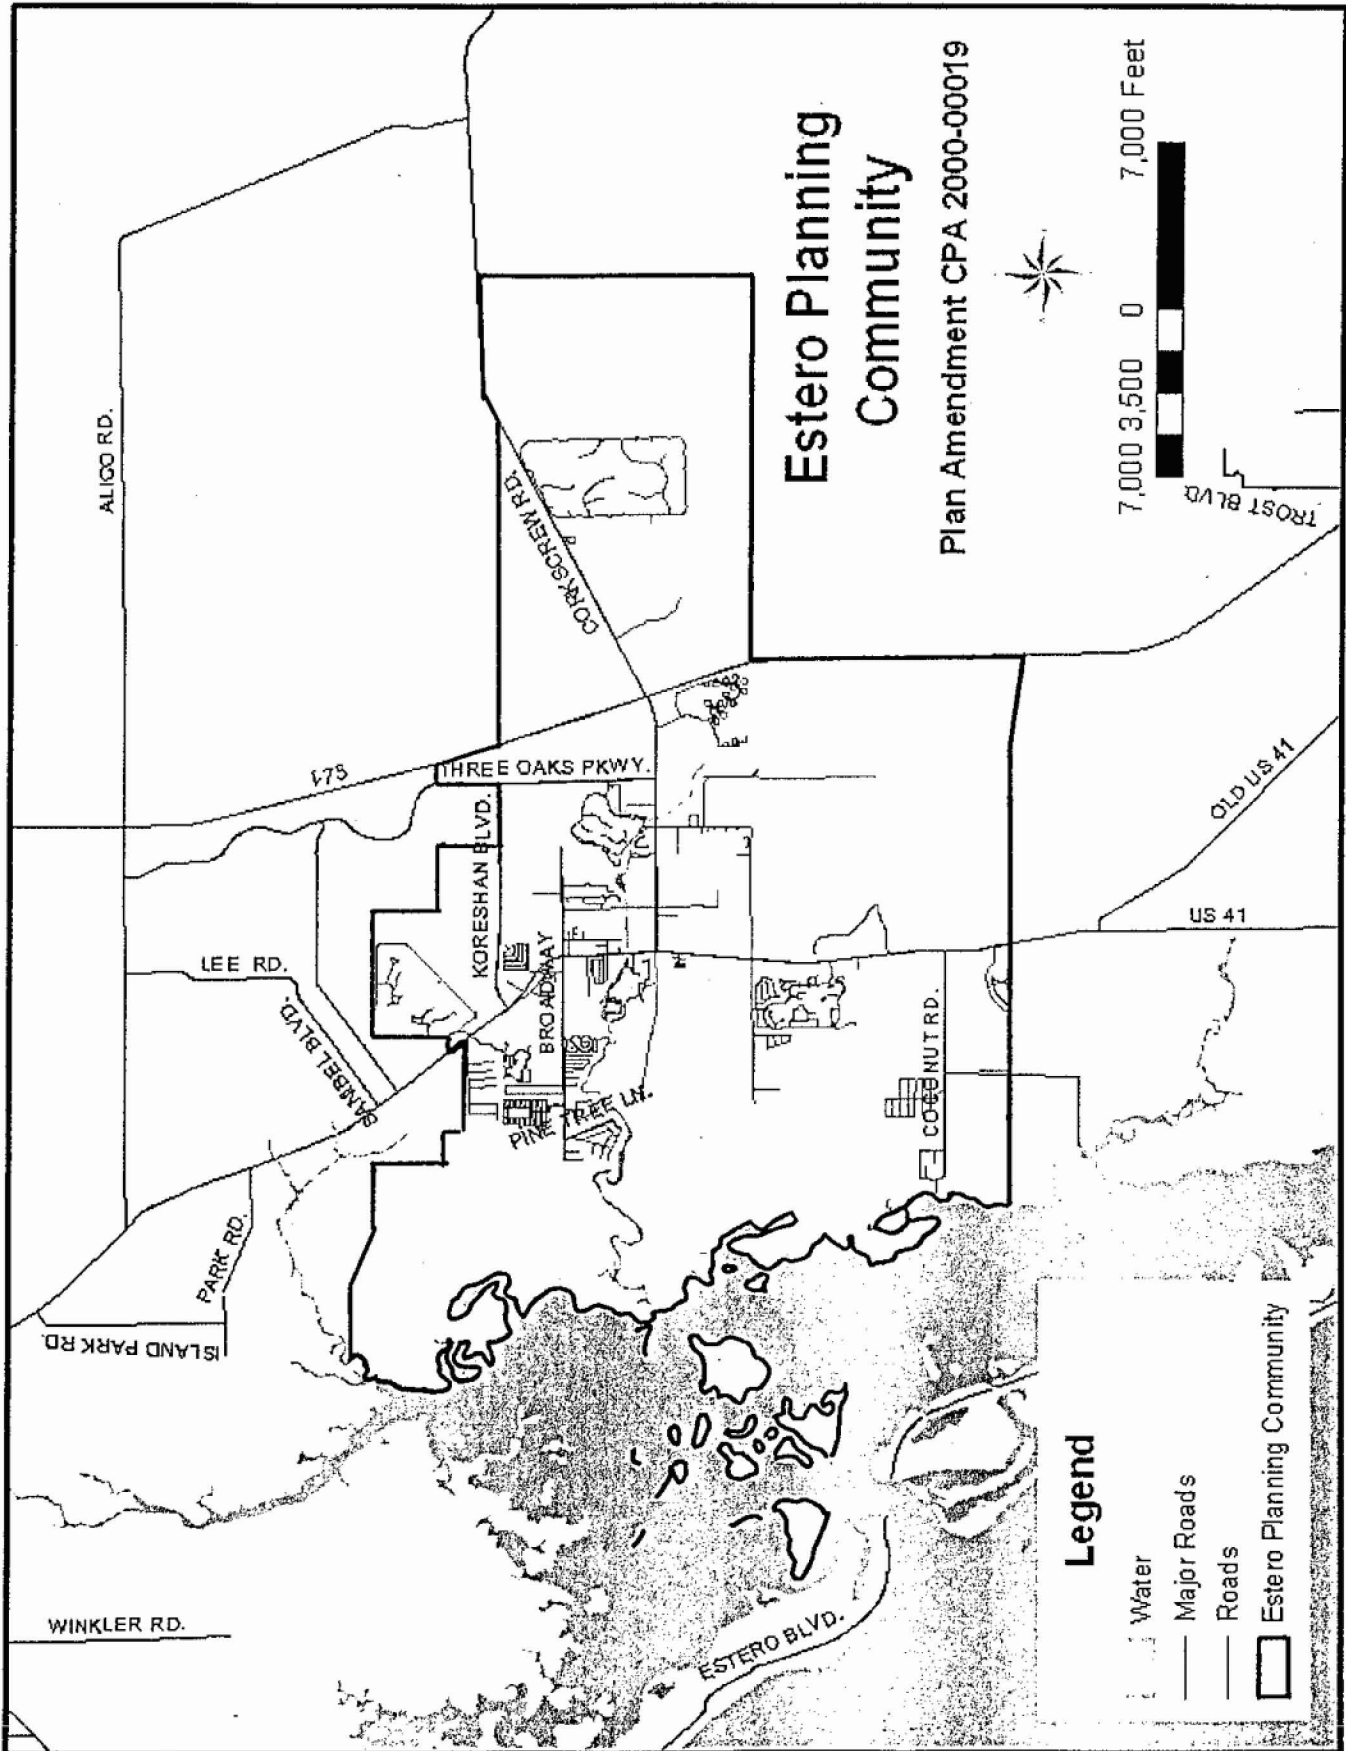 WINKLER RD.
ISLAND PARK RD
PARK RD.
LEE RD.
SANIBEL BLVD.
ALICO RD.
I-75
KORESHAN BLVD.
THREE OAKS PKWY.
BROADWAY
PINE TREE LN.
CORKSCREW RD.
COCONUT RD.
US 41
OLD US 41
ESTERO BLVD.
TROST BLVD
Estero Planning
Community
Plan Amendment CPA 2000-00019
7,000 3,500 0 7,000 Feet
Legend
Water
Major Roads
Roads
Estero Planning Community